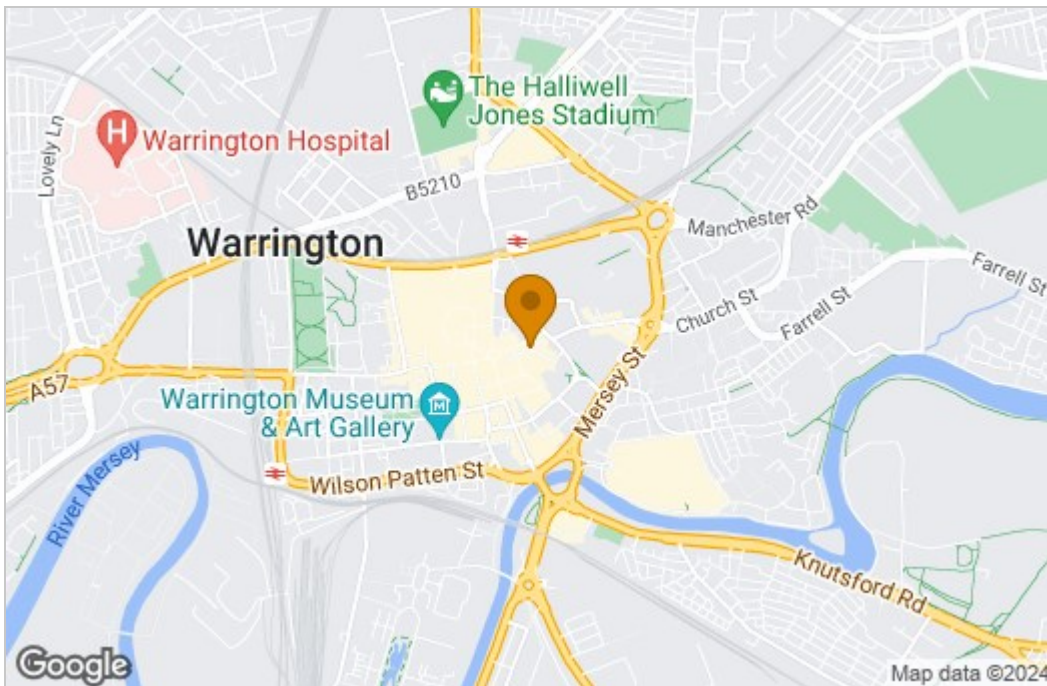 The Halliwell
Jones Stadium
Lovely Ln
H
Warrington Hospital
B5210
Manchester Rd
Warrington
Farrell St
Church St
Farrell St
A57
Mersey St
Warrington Museum
& Art Gallery
M
Wilson Patten St
River Mersey
Knutsford Rd
Google
Map data ©2024